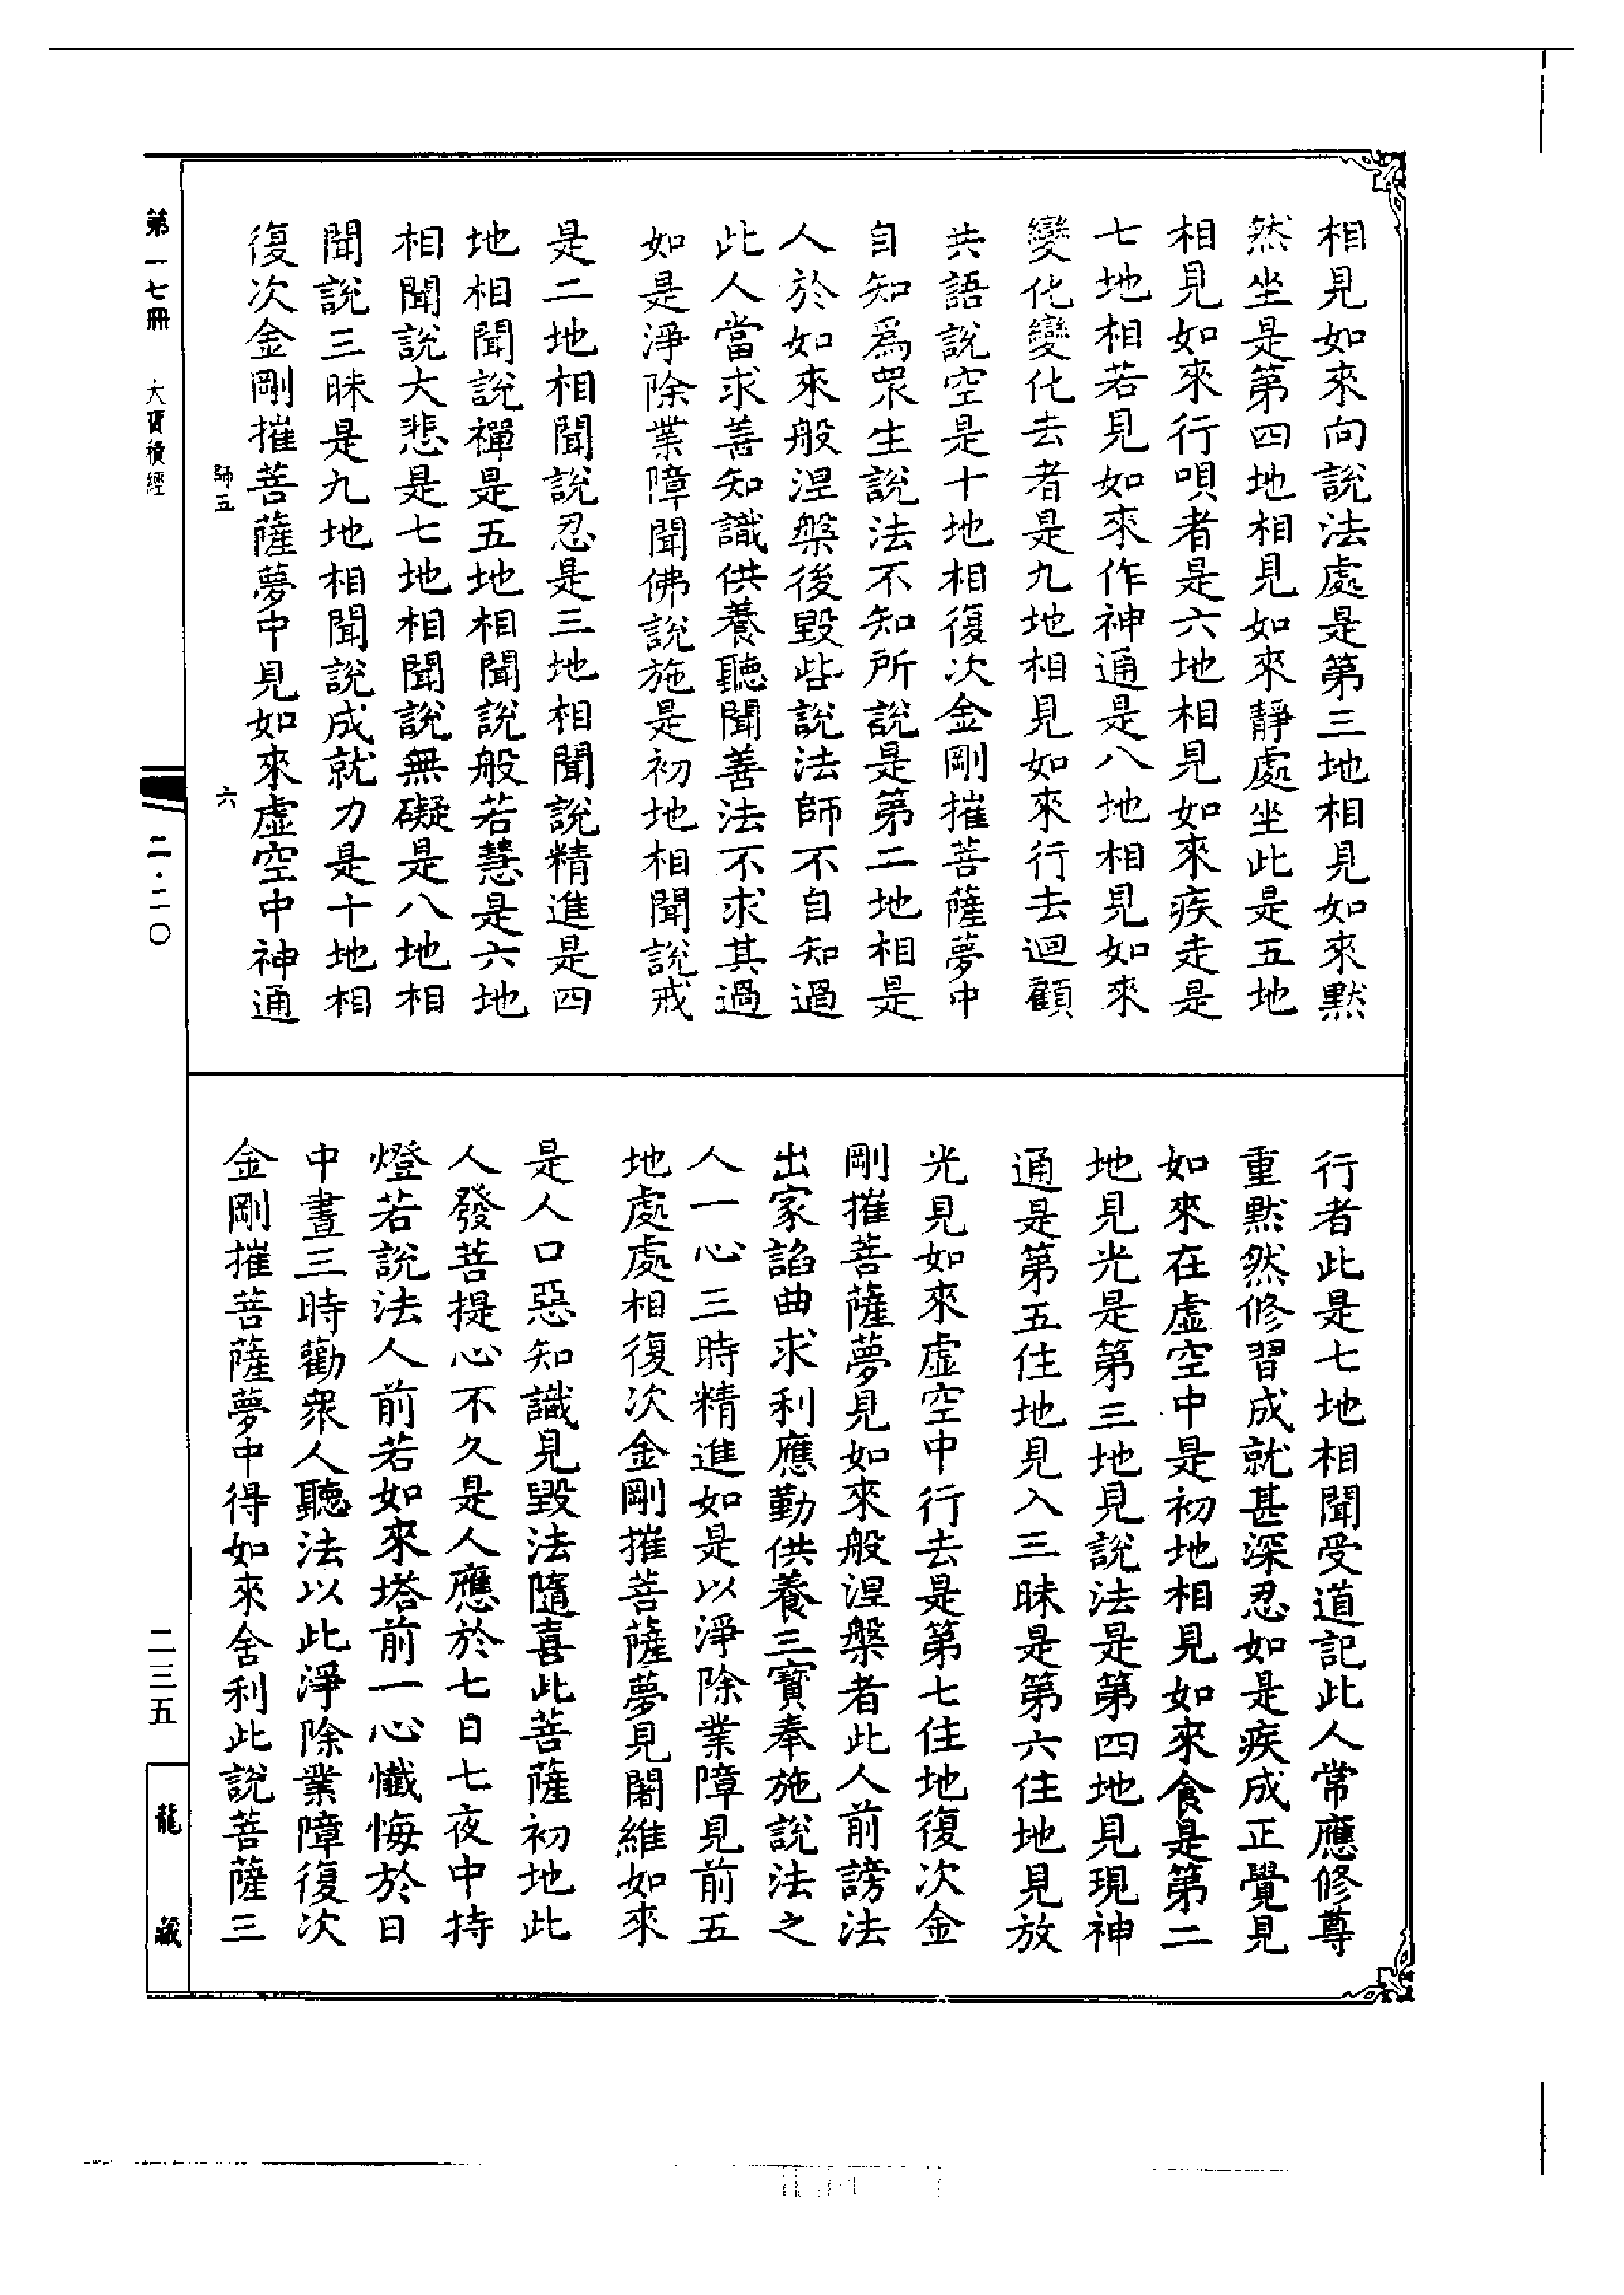 相見如來向說法處是第三地相見如來默
然坐是第四地相見如來靜處坐此是五地
相見如來行唄者是六地相見如來疾走是
七地相若見如來作神通是八地相見如來
變化變化去者是九地相見如來行去迴顧
共語說空是十地相復次金剛摧菩薩夢中
自知爲眾生說法不知所說是第二地相是
人於如來般涅槃後毀呰說法師不自知過
此人當求善知識供養聽聞善法不求其過
如是淨除業障聞佛說施是初地相聞說戒
是二地相聞說忍是三地相聞說精進是四
地相聞說禪是五地相聞說般若慧是六地
相聞說大悲是七地相聞說無礙是八地相
聞說三昧是九地相聞說成就力是十地相
復次金剛摧菩薩夢中見如來虛空中神通
行者此是七地相聞受道記此人常應修尊
重默然修習成就甚深忍如是疾成正覺見
如來在虛空中是初地相見如來食是第二
地見光是第三地見說法是第四地見現神
通是第五住地見入三昧是第六住地見放
光見如來虛空中行去是第七住地復次金
剛摧菩薩夢見如來般涅槃者此人前謗法
出家諂曲求利應勤供養三寶奉施說法之
人一心三時精進如是以淨除業障見前五
地處處相復次金剛摧菩薩夢見闍維如來
是人口惡知識見毀法隨喜此菩薩初地此
人發菩提心不久是人應於七日七夜中持
燈若說法人前若如來塔前一心懺悔於日
中晝三時勸衆人聽法以此淨除業障復次
金剛摧菩薩夢中得如來舍利此說菩薩三
師五
六
第一七冊
大寶積經
二·二〇
二三五
龍藏